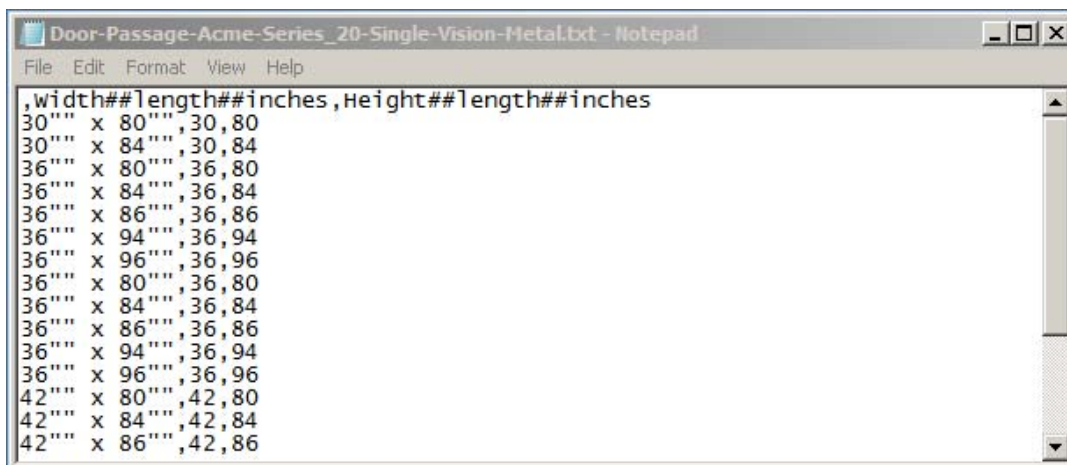 Door-Passage-Acme-Series_20-Single-Vision-Metal.txt - Notepad
File Edit Format View Help
,Width##length##inches,Height##length##inches
30"" x 80"",30,80
30"" x 84"",30,84
36"" x 80"",36,80
36"" x 84"",36,84
36"" x 86"",36,86
36"" x 94"",36,94
36"" x 96"",36,96
36"" x 80"",36,80
36"" x 84"",36,84
36"" x 86"",36,86
36"" x 94"",36,94
36"" x 96"",36,96
42"" x 80"",42,80
42"" x 84"",42,84
42"" x 86"",42,86